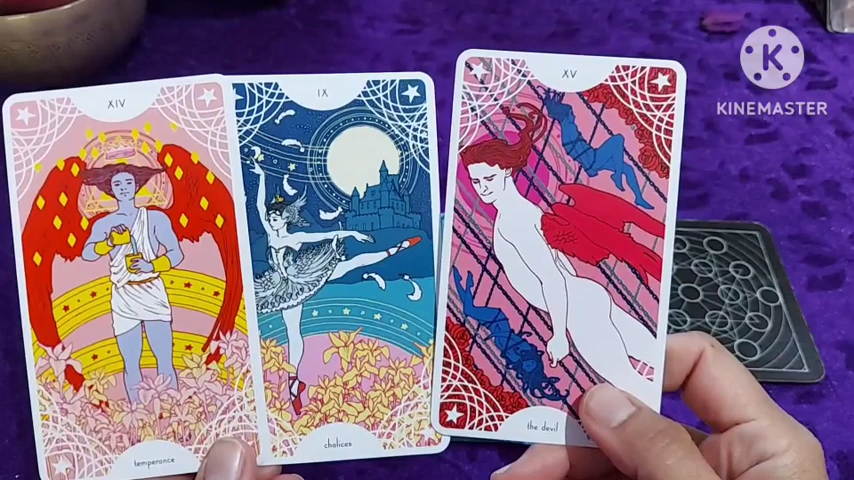 XIV
temperance
IX
chalices
XV
the devil
K
KINEMASTER